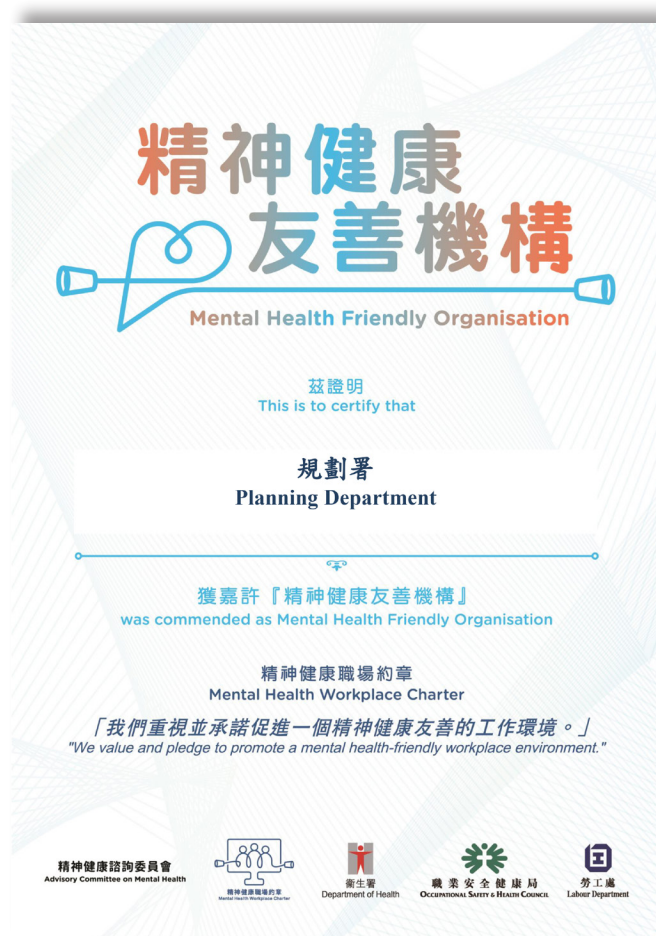 精神健康
友善機構
Mental Health Friendly Organisation
茲證明
This is to certify that
規劃署
Planning Department
獲嘉許『精神健康友善機構』
was commended as Mental Health Friendly Organisation
精神健康職場約章
Mental Health Workplace Charter
「我們重視並承諾促進一個精神健康友善的工作環境。」
"We value and pledge to promote a mental health-friendly workplace environment."
精神健康諮詢委員會
Advisory Committee on Mental Health
精神健康職場約章
Mental Health Workplace Charter
衞生署
Department of Health
職業安全健康局
Occupational Safety & Health Council
勞工處
Labour Department